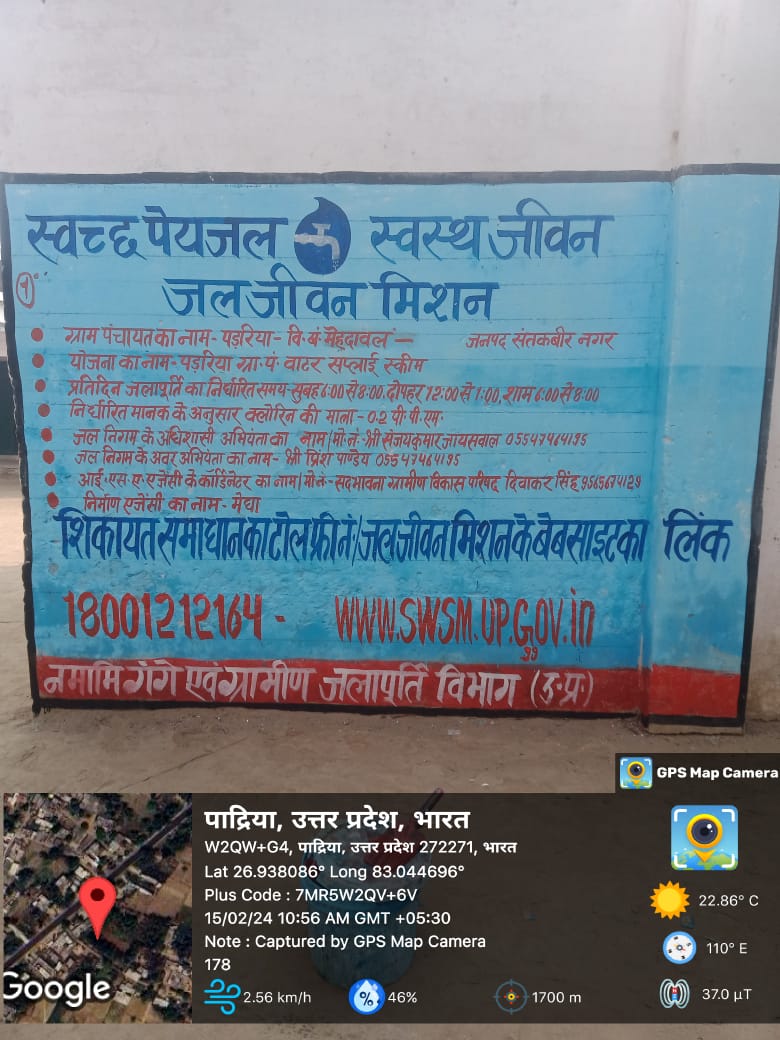 स्वच्छ पेयजल स्वस्थ जीवन
जल जीवन मिशन
१
ग्राम पंचायत का नाम - पड़रिया - वि.खं. मेंहदावल - जनपद संतकबीर नगर
योजना का नाम - पड़रिया ग्रा. पं. वाटर सप्लाई स्कीम
प्रतिदिन जलापूर्ति का निर्धारित समय - सुबह 6:00 से 8:00, दोपहर 12:00 से 1:00, शाम 6:00 से 8:00
निर्धारित मानक के अनुसार क्लोरिन की मात्रा - 0.2 पी.पी.एम.
जल निगम के अधिशासी अभियंता का नाम/मो.नं. श्री संजयकुमार जायसवाल 05547464195
जल निगम के अवर अभियंता का नाम - श्री प्रिंश पाण्डेय 05547464195
आई.एस.ए. एजेंसी के कॉर्डिनेटर का नाम/मो.नं. - सदभावना ग्रामीण विकास परिषद दिवाकर सिंह 9565674129
निर्माण एजेंसी का नाम - मेघा
शिकायत समाधान का टोल फ्री नं./जल जीवन मिशन के बेबसाइट का लिंक
18001212164 - WWW.SWSM.UP.GOV.in
नमामि गंगे एवं ग्रामीण जलापूर्ति विभाग (उ.प्र.)
GPS Map Camera
पाद्रिया, उत्तर प्रदेश, भारत
W2QW+G4, पाद्रिया, उत्तर प्रदेश 272271, भारत
Lat 26.938086° Long 83.044696°
Plus Code : 7MR5W2QV+6V
15/02/24 10:56 AM GMT +05:30
Note : Captured by GPS Map Camera
178
22.86° C
110° E
2.56 km/h
46%
1700 m
37.0 µT
Google